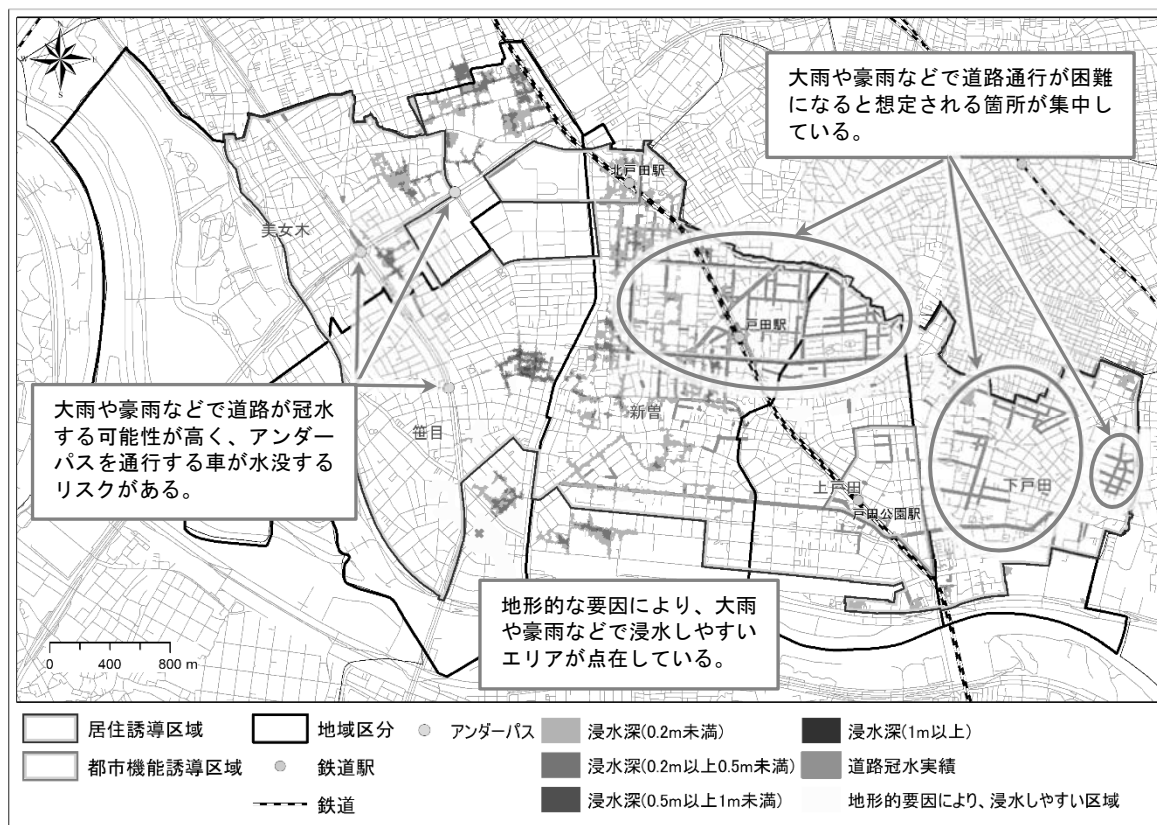 大雨や豪雨などで道路通行が困難
になると想定される箇所が集中し
ている。
北戸田駅
美女木
戸田駅
大雨や豪雨などで道路が冠水
する可能性が高く、アンダー
パスを通行する車が水没する
リスクがある。
笹目
新曽
上戸田
戸田公園駅
下戸田
地形的な要因により、大雨
や豪雨などで浸水しやすい
エリアが点在している。
0 400 800 m
居住誘導区域
地域区分
アンダーパス
浸水深(0.2m未満)
浸水深(1m以上)
都市機能誘導区域
鉄道駅
浸水深(0.2m以上0.5m未満)
道路冠水実績
鉄道
浸水深(0.5m以上1m未満)
地形的要因により、浸水しやすい区域